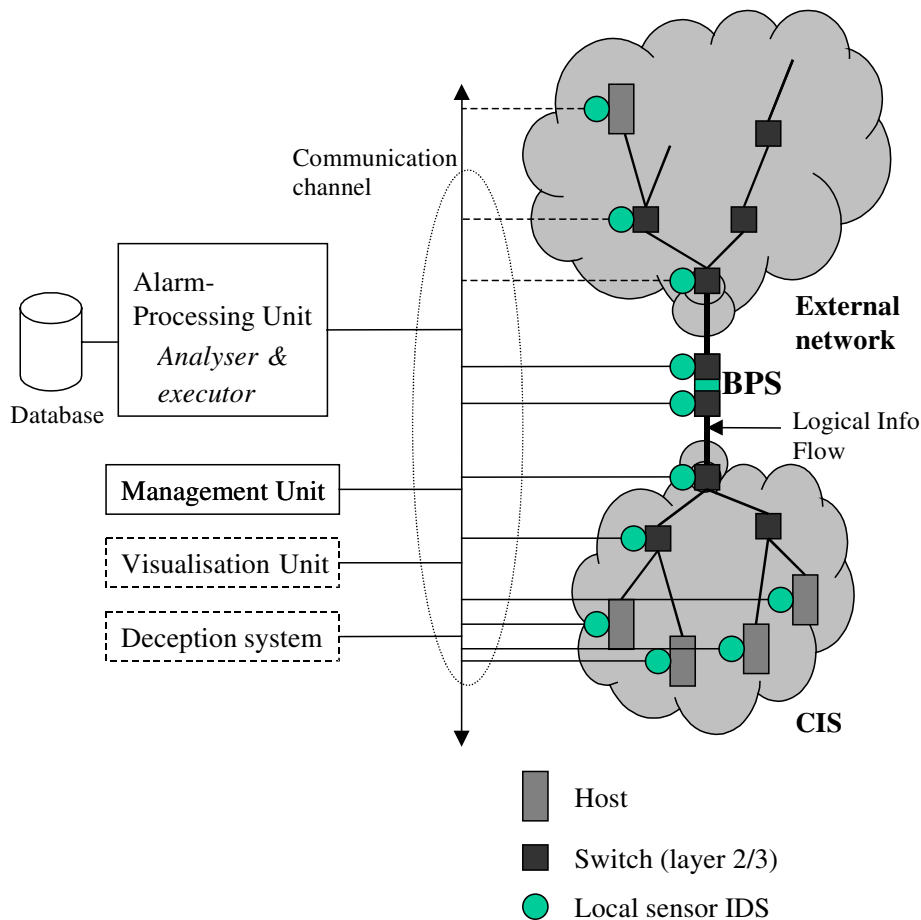 Communication
channel
Alarm-
Processing Unit
Analyser &
executor
Database
External
network
BPS
Logical Info
Flow
Management Unit
Visualisation Unit
Deception system
CIS
Host
Switch (layer 2/3)
Local sensor IDS